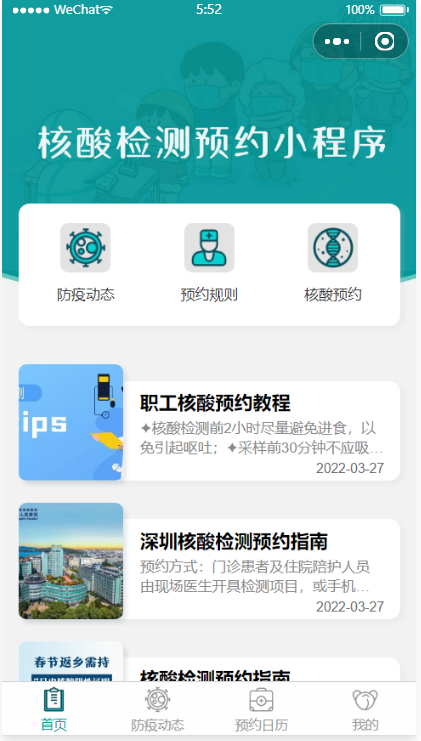 WeChat
5:52
100%
核酸检测预约小程序
防疫动态
预约规则
核酸预约
ips
职工核酸预约教程
✦核酸检测前2小时尽量避免进食，以
免引起呕吐；✦采样前30分钟不应吸...
2022-03-27
深圳核酸检测预约指南
预约方式：门诊患者及住院陪护人员
由现场医生开具检测项目，或手机...
2022-03-27
春节返乡需持
核酸检测预约指南
首页
防疫动态
预约日历
我的